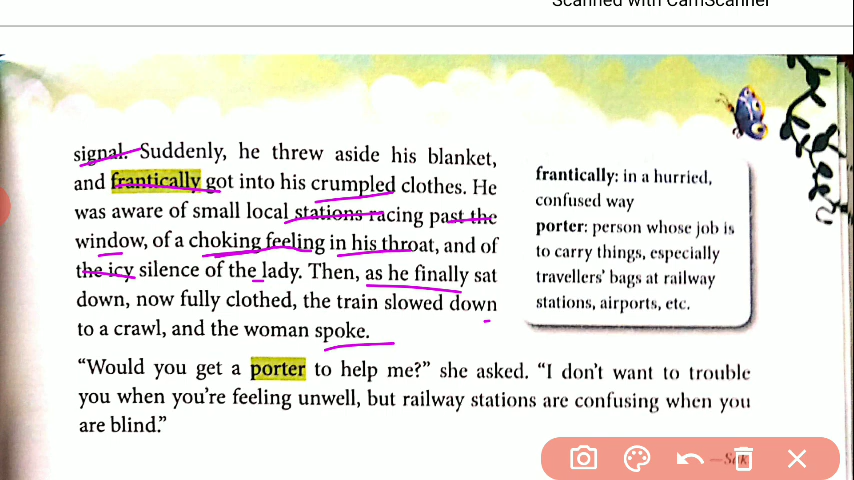 Scanned with CamScanner
signal. Suddenly, he threw aside his blanket,
and frantically got into his crumpled clothes. He
was aware of small local stations racing past the
window, of a choking feeling in his throat, and of
the icy silence of the lady. Then, as he finally sat
down, now fully clothed, the train slowed down
to a crawl, and the woman spoke.
frantically: in a hurried,
confused way
porter: person whose job is
to carry things, especially
travellers' bags at railway
stations, airports, etc.
“Would you get a porter to help me?” she asked. “I don't want to trouble
you when you're feeling unwell, but railway stations are confusing when you
are blind.”